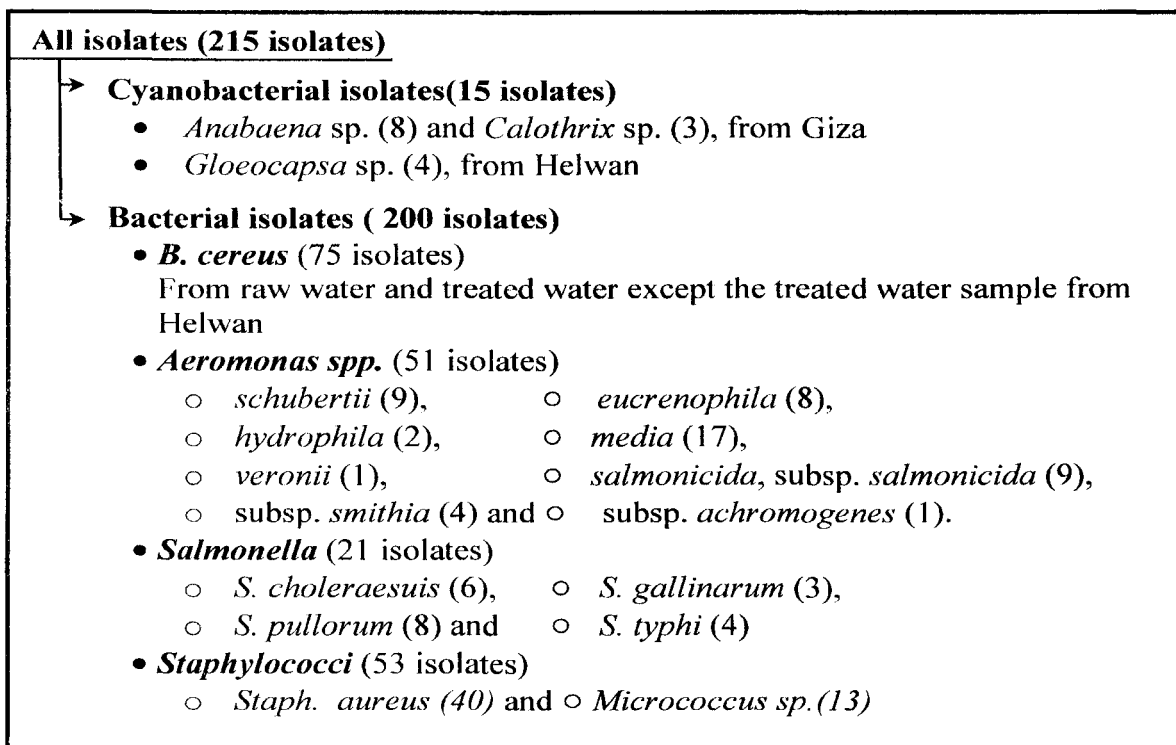 All isolates (215 isolates)
Cyanobacterial isolates(15 isolates)
• Anabaena sp. (8) and Calothrix sp. (3), from Giza
• Gloeocapsa sp. (4), from Helwan
Bacterial isolates ( 200 isolates)
• B. cereus (75 isolates)
From raw water and treated water except the treated water sample from
Helwan
• Aeromonas spp. (51 isolates)
○ schubertii (9), ○ eucrenophila (8),
○ hydrophila (2), ○ media (17),
○ veronii (1), ○ salmonicida, subsp. salmonicida (9),
○ subsp. smithia (4) and ○ subsp. achromogenes (1).
• Salmonella (21 isolates)
○ S. choleraesuis (6), ○ S. gallinarum (3),
○ S. pullorum (8) and ○ S. typhi (4)
• Staphylococci (53 isolates)
○ Staph. aureus (40) and ○ Micrococcus sp.(13)